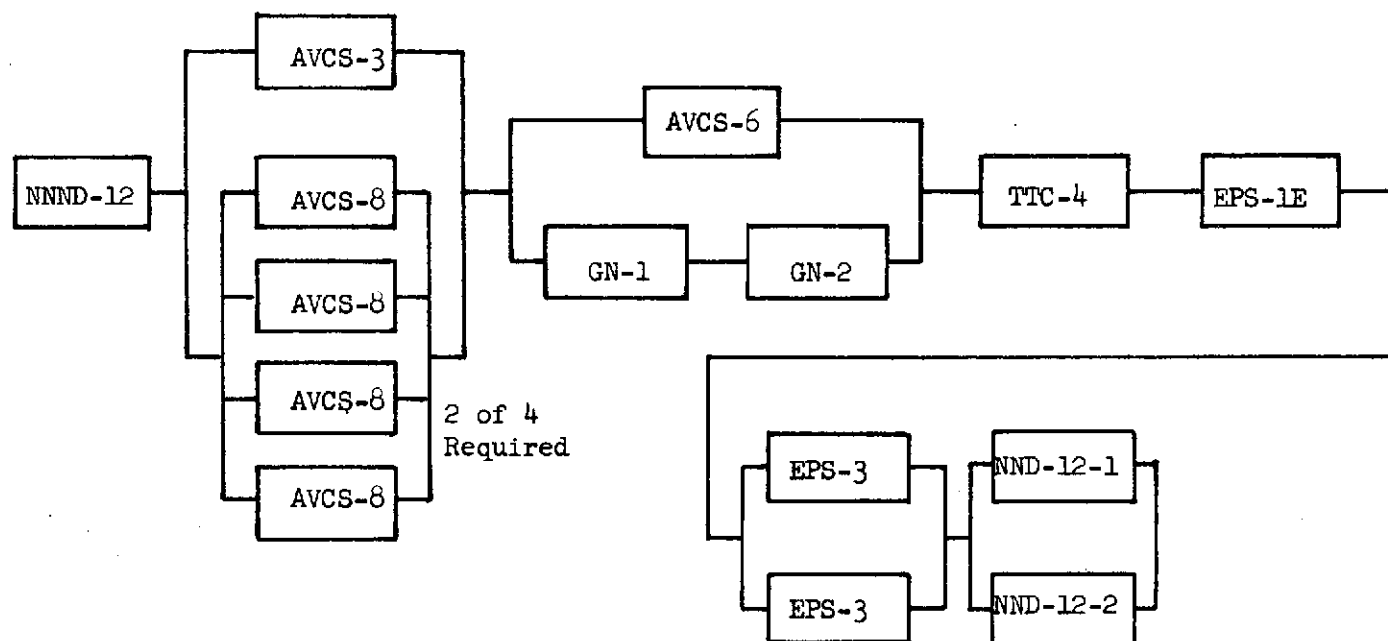 NNND-12
AVCS-3
AVCS-8
AVCS-8
AVCS-8
AVCS-8
2 of 4
Required
AVCS-6
GN-1
GN-2
TTC-4
EPS-1E
EPS-3
EPS-3
NND-12-1
NND-12-2